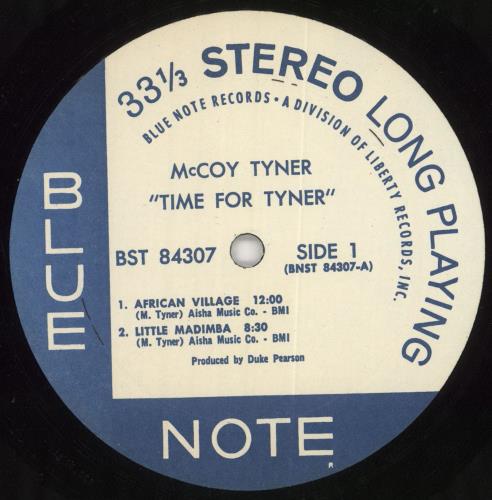 33⅓ STEREO LONG PLAYING
BLUE NOTE RECORDS • A DIVISION OF LIBERTY RECORDS, INC.
McCOY TYNER
"TIME FOR TYNER"
BST 84307
SIDE 1
(BNST 84307-A)
1. AFRICAN VILLAGE 12:00
(M. Tyner) Aisha Music Co. - BMI
2. LITTLE MADIMBA 8:30
(M. Tyner) Aisha Music Co. - BMI
Produced by Duke Pearson
BLUE
NOTE
R